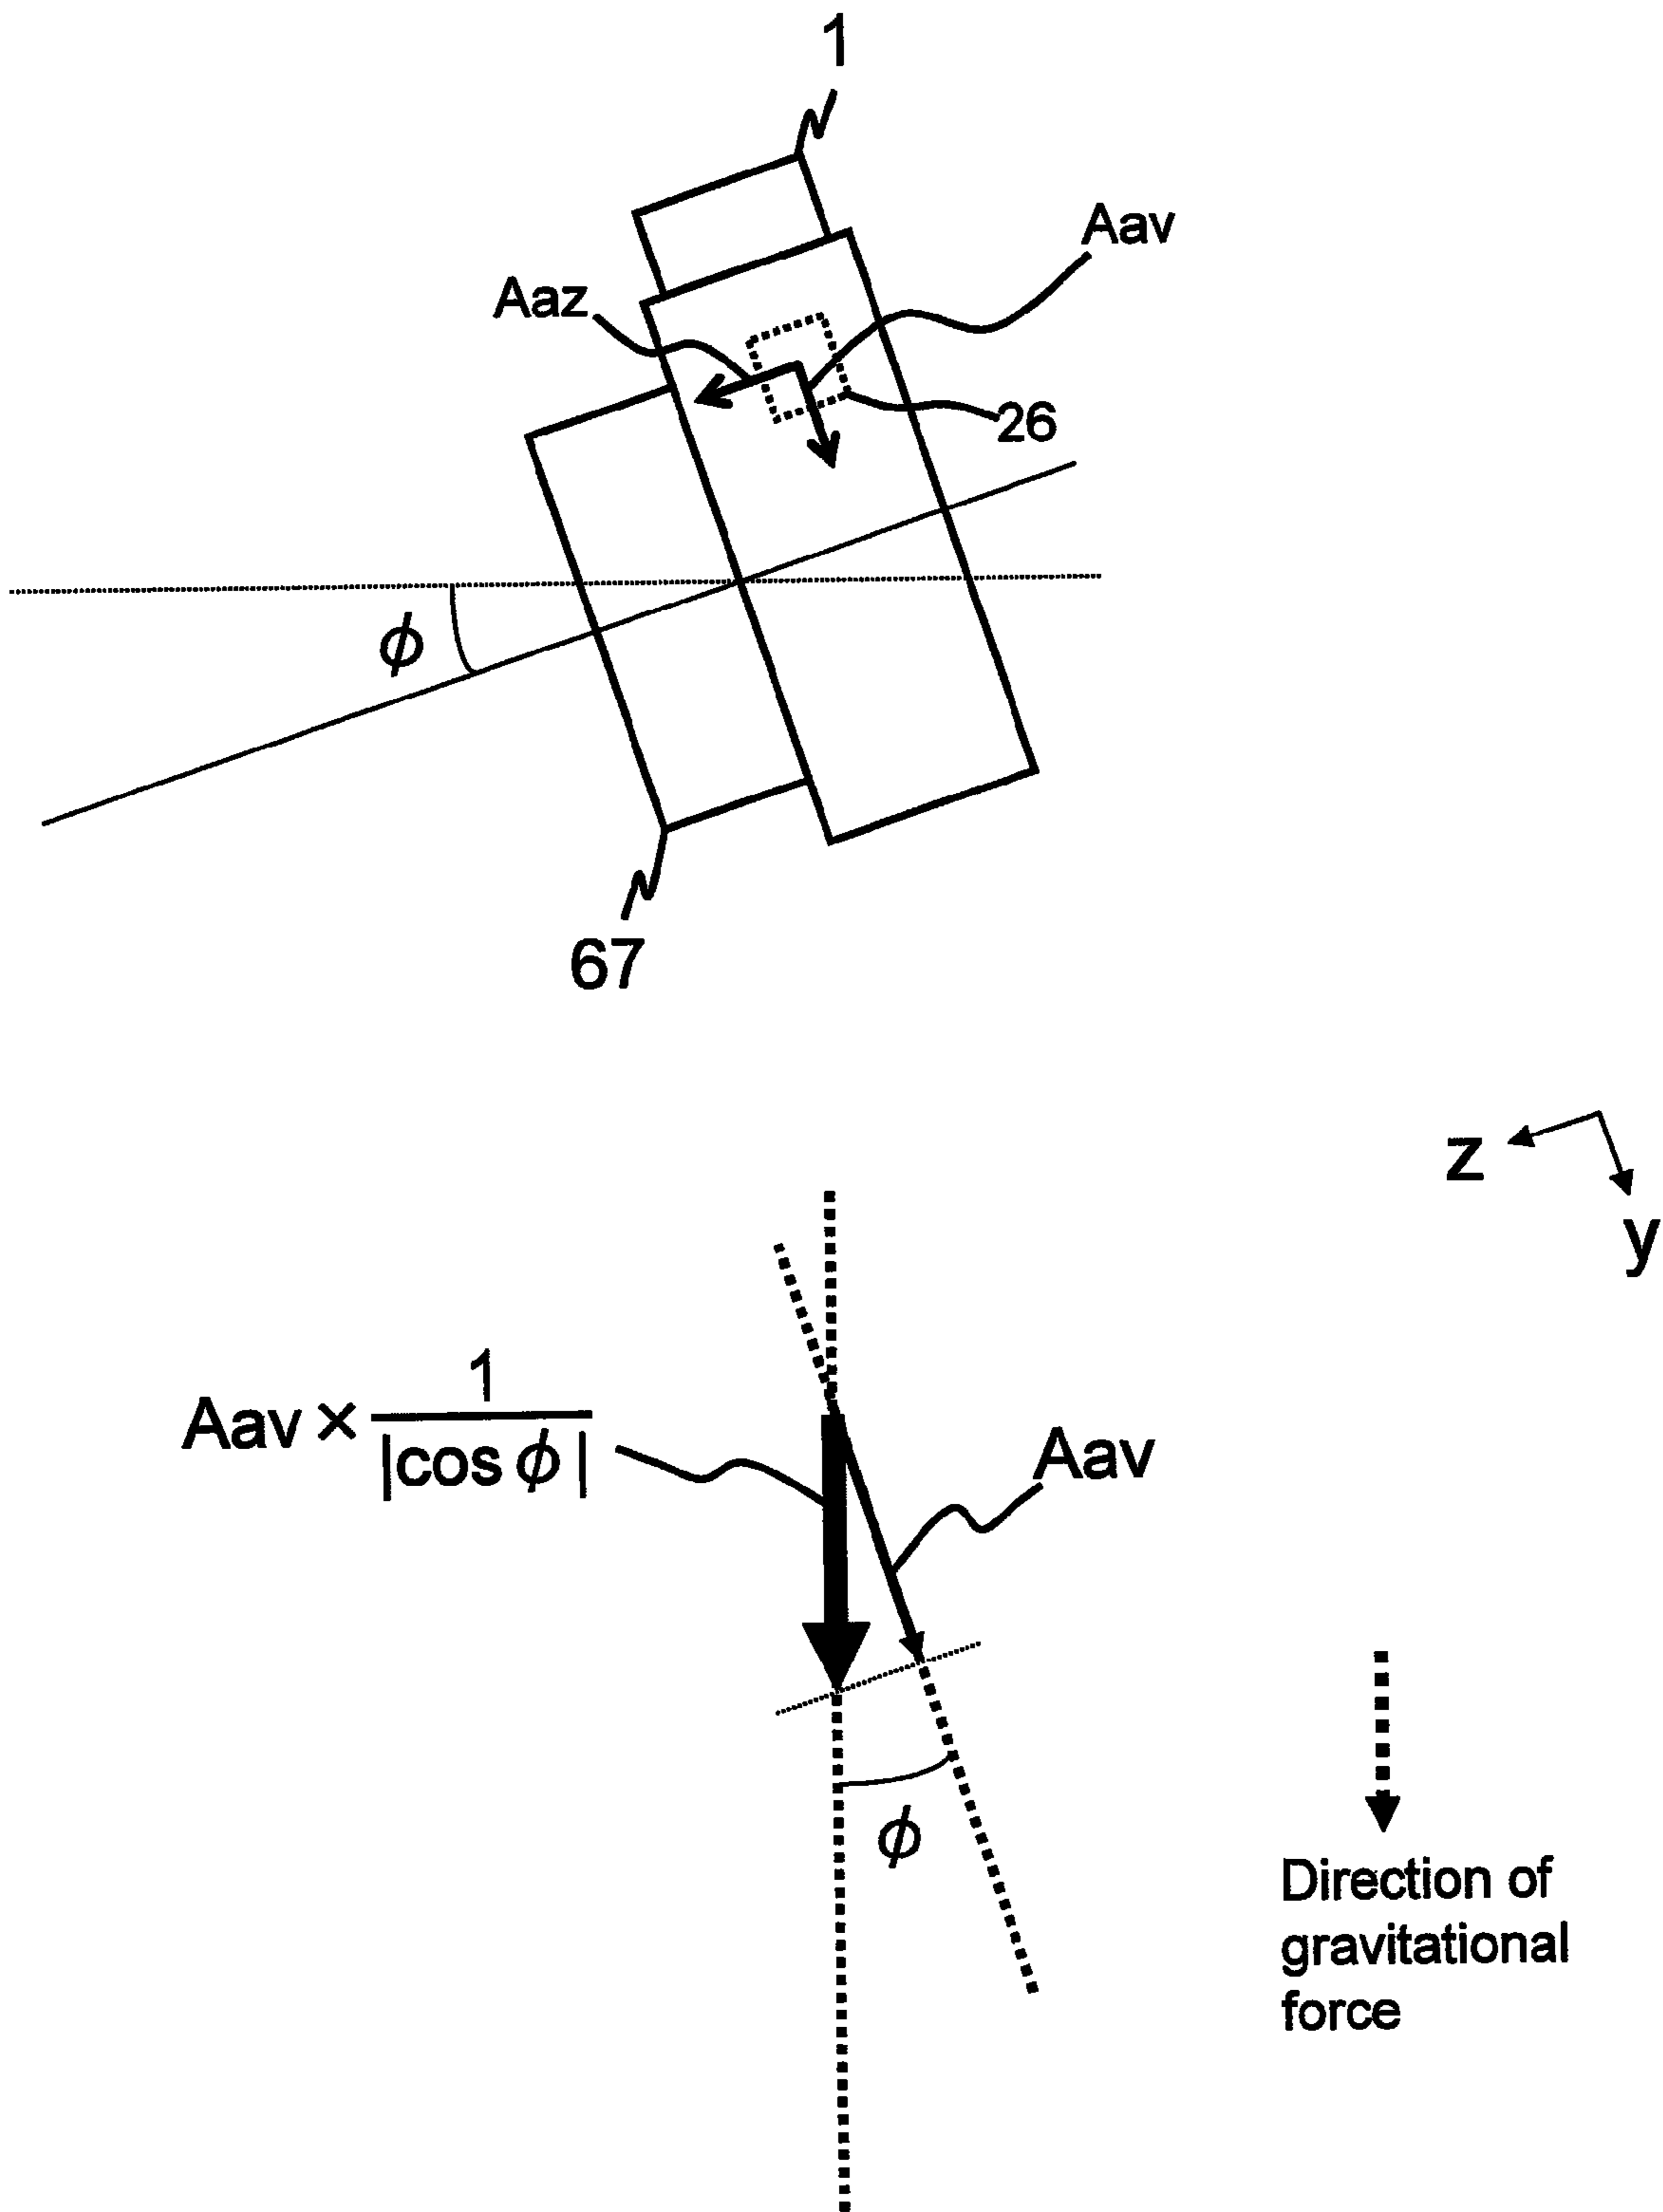 1
Aav
Aaz
26
ϕ
67
z
y
Aav × 1 / |cos ϕ|
Aav
ϕ
Direction of
gravitational
force